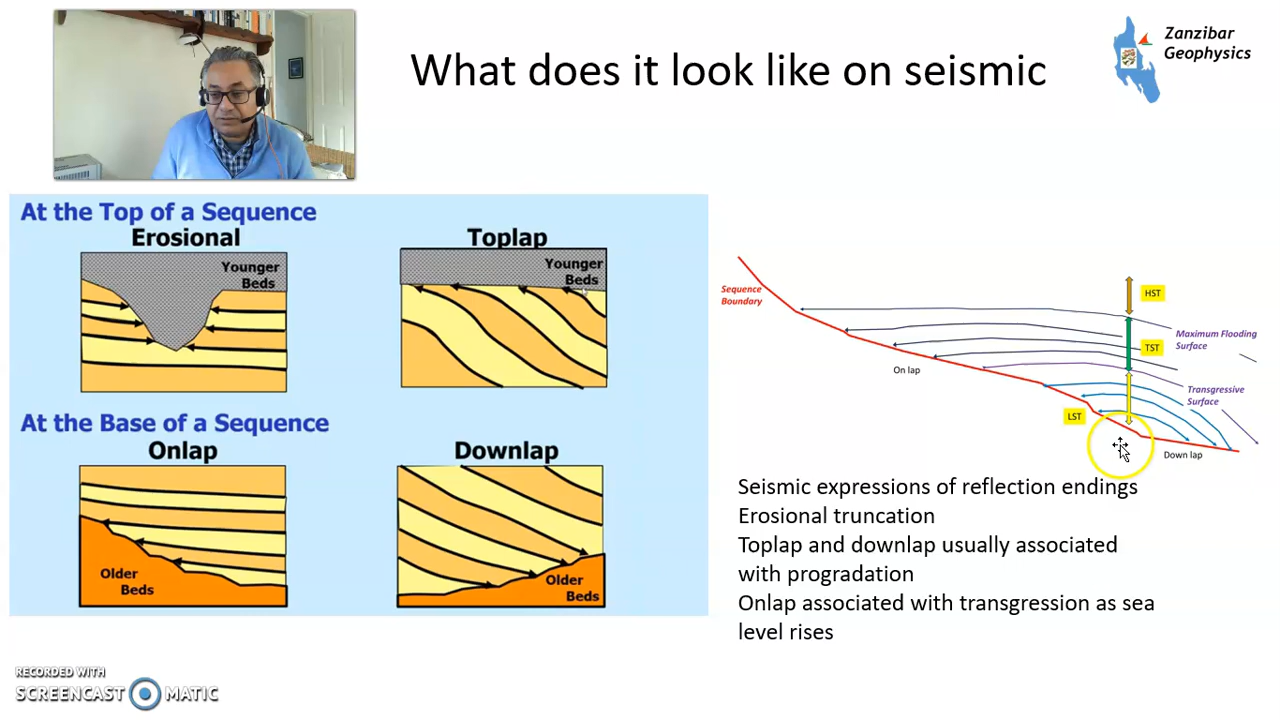 What does it look like on seismic
Zanzibar
Geophysics
At the Top of a Sequence
Erosional
Toplap
Younger
Beds
Younger
Beds
At the Base of a Sequence
Onlap
Downlap
Older
Beds
Older
Beds
Sequence
Boundary
HST
Maximum Flooding
Surface
TST
On lap
Transgressive
Surface
LST
Down lap
Seismic expressions of reflection endings
Erosional truncation
Toplap and downlap usually associated
with progradation
Onlap associated with transgression as sea
level rises
RECORDED WITH
SCREENCAST MATIC